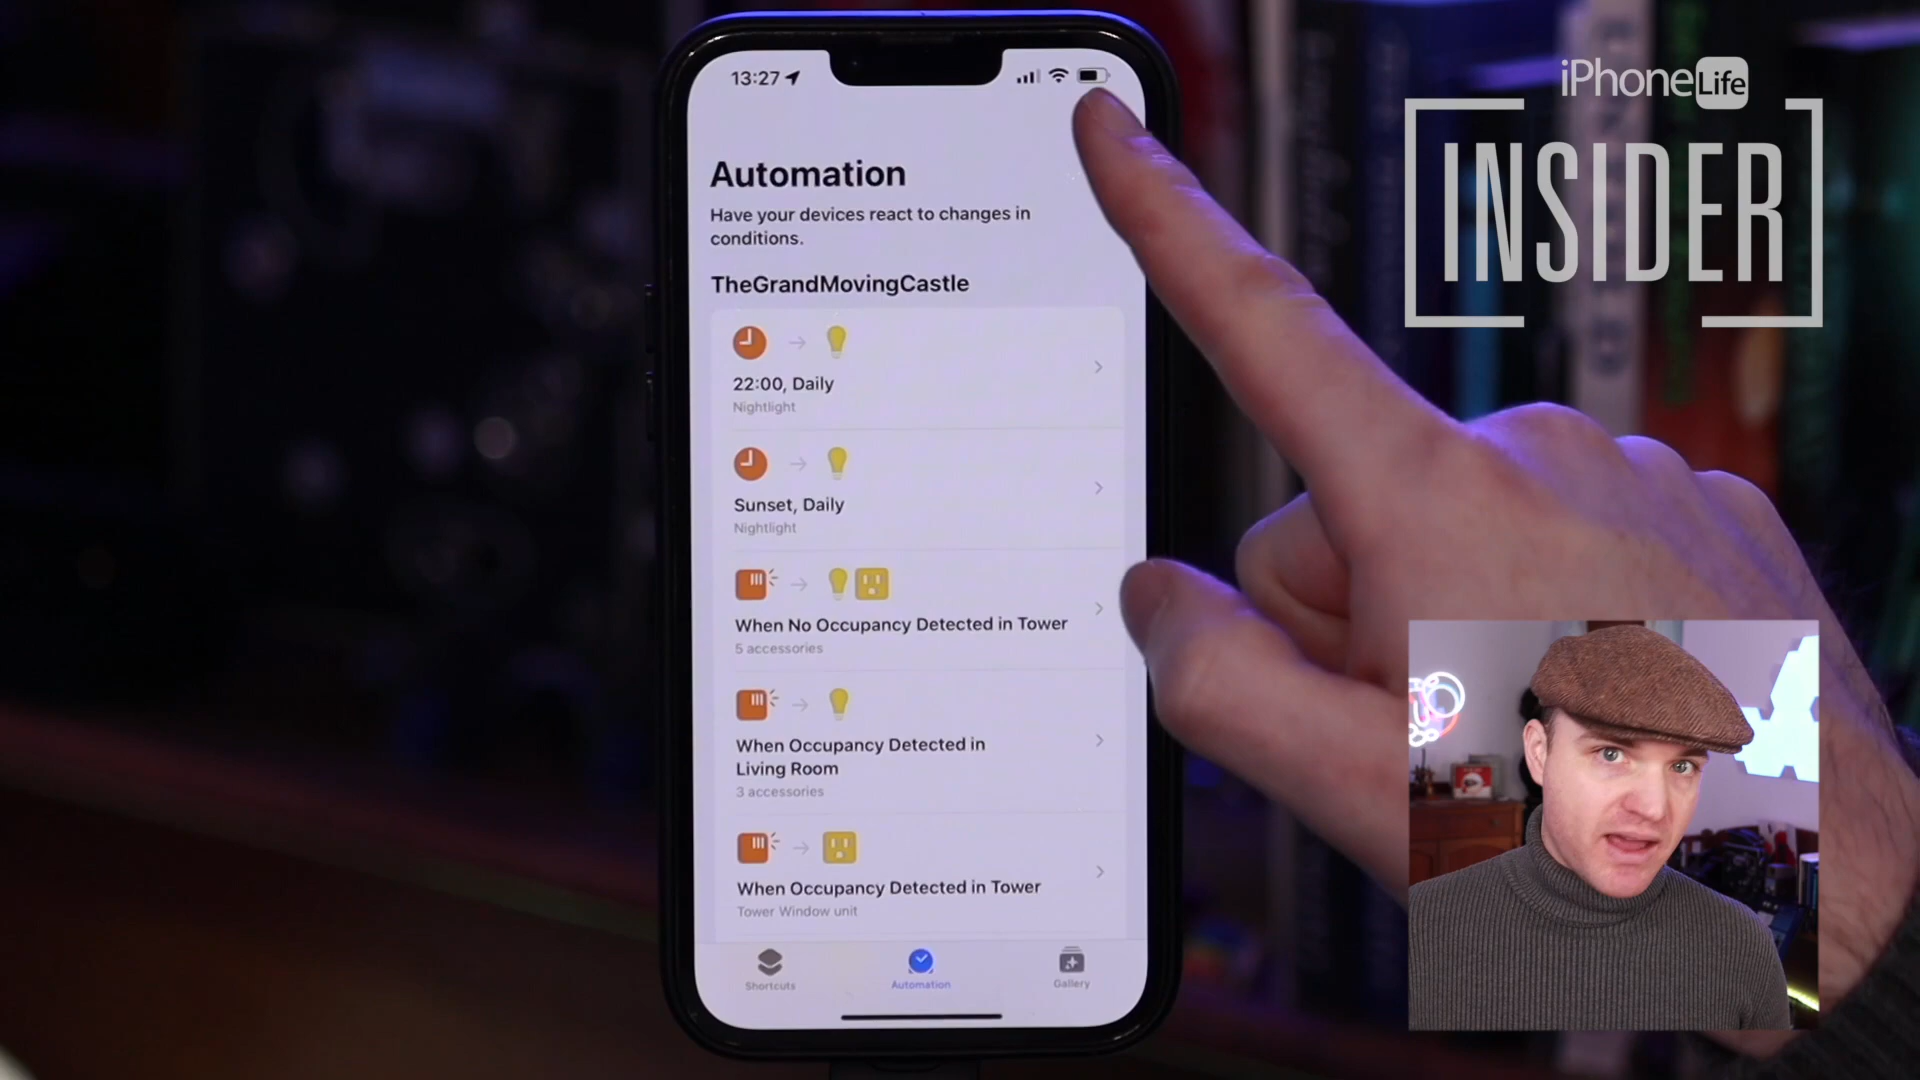 13:27
iPhone Life
INSIDER
Automation
Have your devices react to changes in
conditions.
TheGrandMovingCastle
22:00, Daily
Nightlight
Sunset, Daily
Nightlight
When No Occupancy Detected in Tower
5 accessories
When Occupancy Detected in
Living Room
3 accessories
When Occupancy Detected in Tower
Tower Window unit
Shortcuts
Automation
Gallery